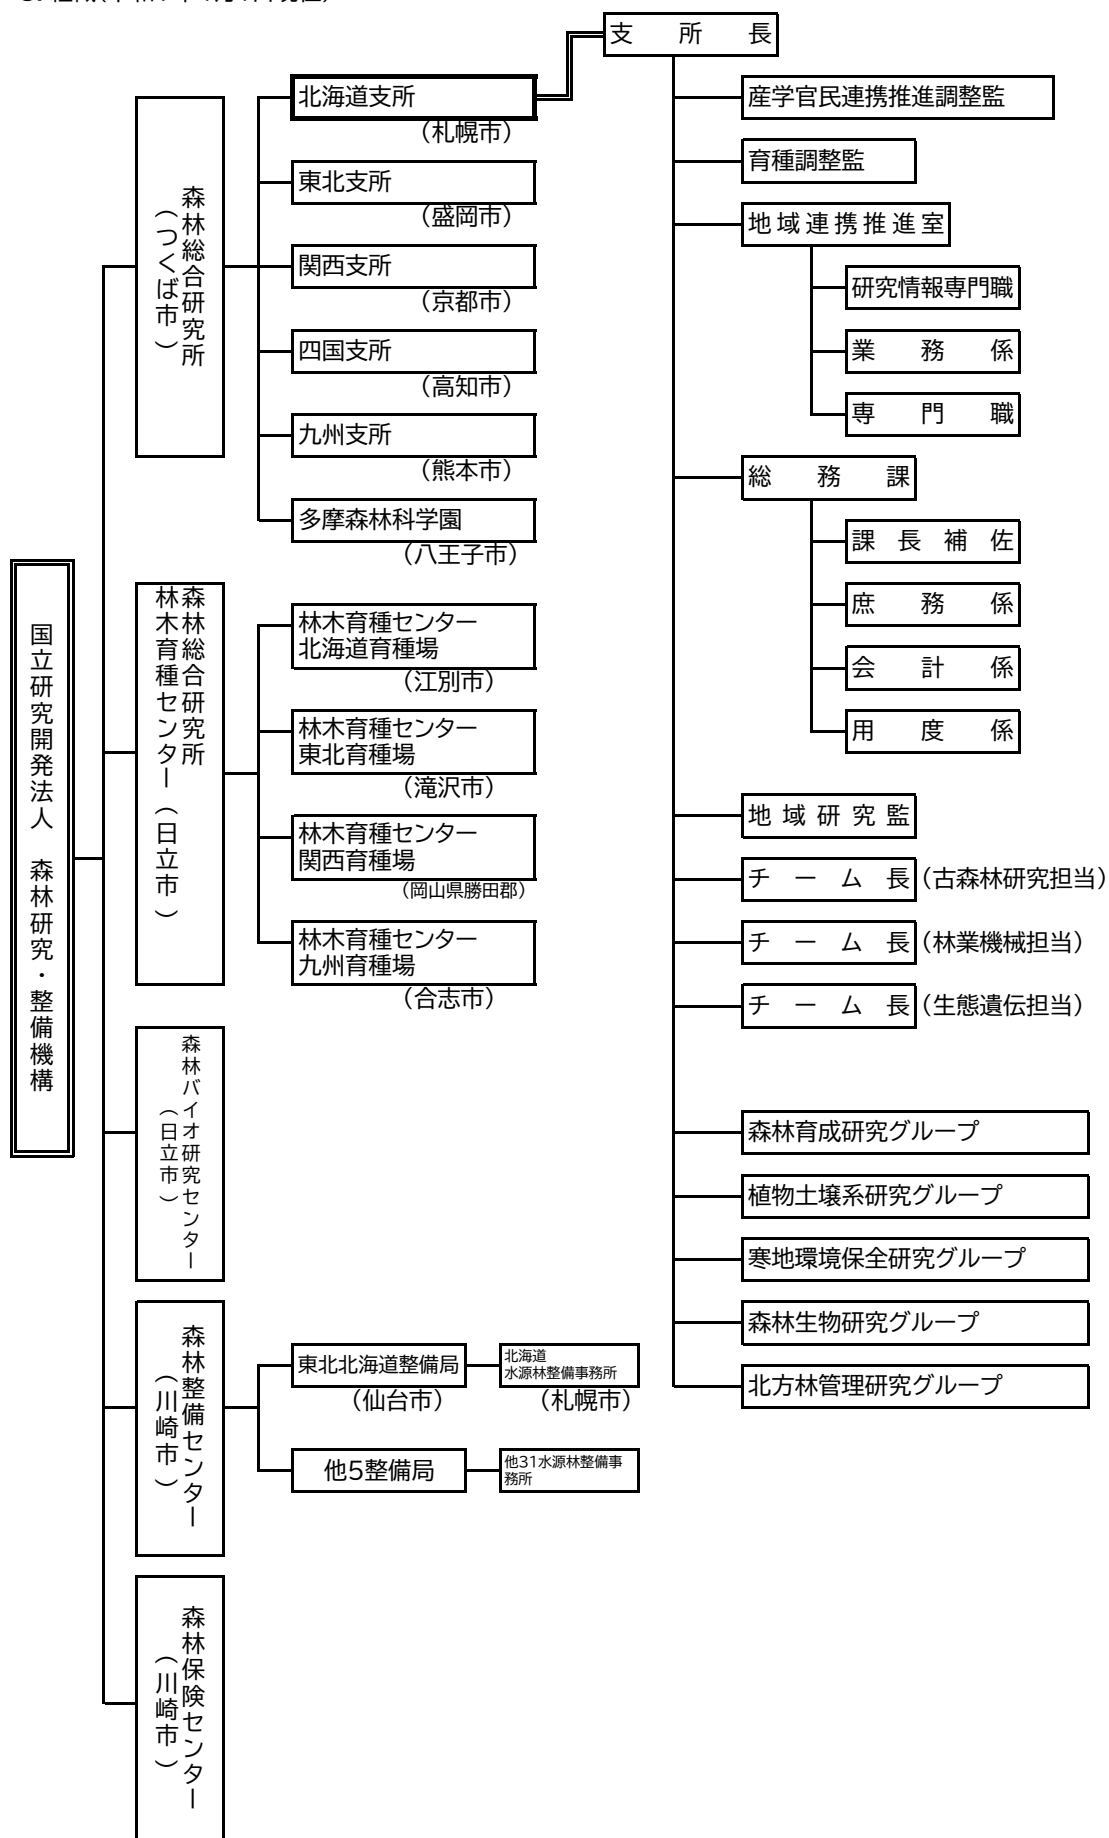 国立研究開発法人　森林研究・整備機構
森林総合研究所
（つくば市）
北海道支所
（札幌市）
東北支所
（盛岡市）
関西支所
（京都市）
四国支所
（高知市）
九州支所
（熊本市）
多摩森林科学園
（八王子市）
森林総合研究所
林木育種センター（日立市）
林木育種センター
北海道育種場
（江別市）
林木育種センター
東北育種場
（滝沢市）
林木育種センター
関西育種場
（岡山県勝田郡）
林木育種センター
九州育種場
（合志市）
森林バイオ研究センター
（日立市）
森林整備センター
（川崎市）
東北北海道整備局
（仙台市）
北海道
水源林整備事務所
（札幌市）
他5整備局
他31水源林整備事
務所
森林保険センター
（川崎市）
支所長
産学官民連携推進調整監
育種調整監
地域連携推進室
研究情報専門職
業務係
専門職
総務課
課長補佐
庶務係
会計係
用度係
地域研究監
チーム長（古森林研究担当）
チーム長（林業機械担当）
チーム長（生態遺伝担当）
森林育成研究グループ
植物土壌系研究グループ
寒地環境保全研究グループ
森林生物研究グループ
北方林管理研究グループ